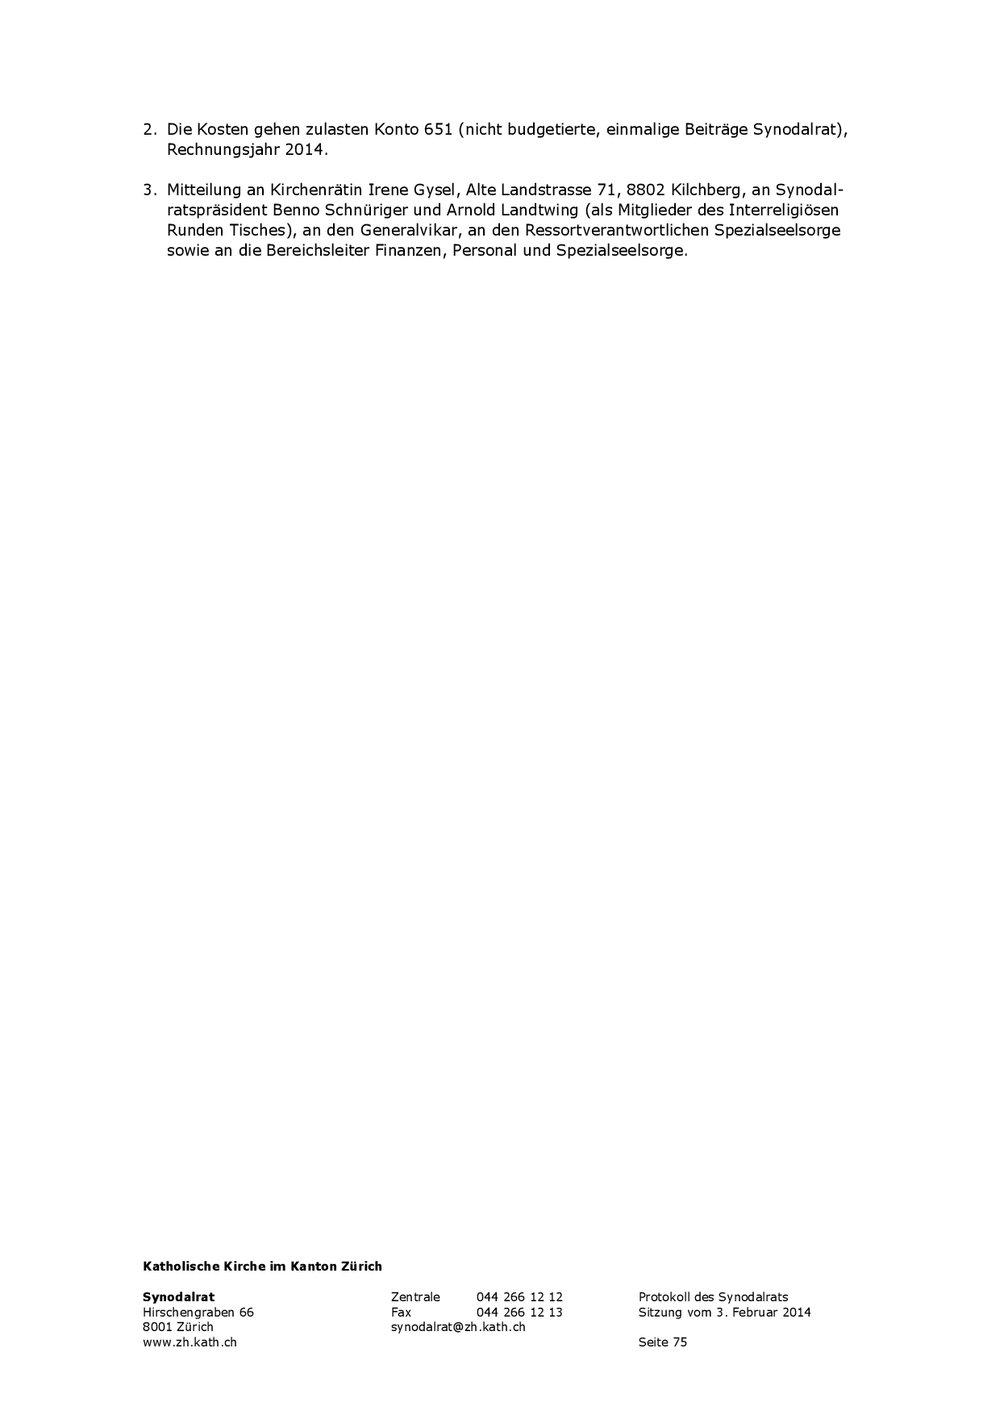 2. Die Kosten gehen zulasten Konto 651 (nicht budgetierte, einmalige Beiträge Synodalrat),
Rechnungsjahr 2014.
3. Mitteilung an Kirchenrätin Irene Gysel, Alte Landstrasse 71, 8802 Kilchberg, an Synodal-
ratspräsident Benno Schnüriger und Arnold Landtwing (als Mitglieder des Interreligiösen
Runden Tisches), an den Generalvikar, an den Ressortverantwortlichen Spezialseelsorge
sowie an die Bereichsleiter Finanzen, Personal und Spezialseelsorge.
Katholische Kirche im Kanton Zürich
Synodalrat Zentrale 044 266 12 12 Protokoll des Synodalrats
Hirschengraben 66 Fax 044 266 12 13 Sitzung vom 3. Februar 2014
8001 Zürich synodalrat@zh.kath.ch
www.zh.kath.ch Seite 75